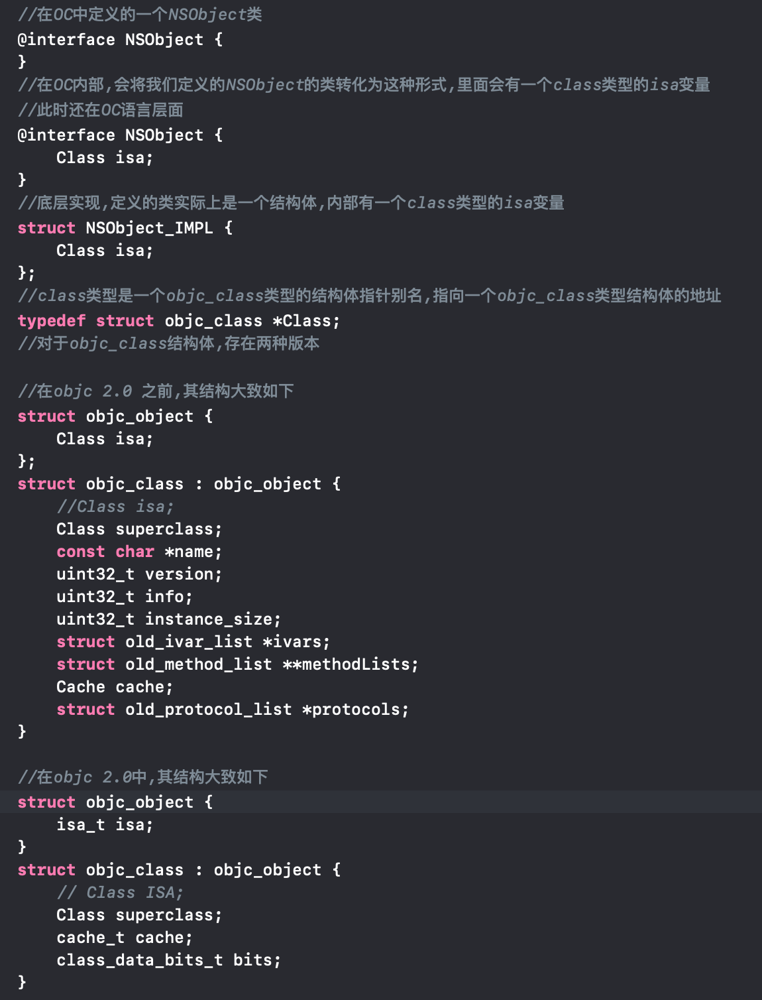 //在OC中定义的一个NSObject类
@interface NSObject {
}
//在OC内部,会将我们定义的NSObject的类转化为这种形式,里面会有一个class类型的isa变量
//此时还在OC语言层面
@interface NSObject {
    Class isa;
}
//底层实现,定义的类实际上是一个结构体,内部有一个class类型的isa变量
struct NSObject_IMPL {
    Class isa;
};
//class类型是一个objc_class类型的结构体指针别名,指向一个objc_class类型结构体的地址
typedef struct objc_class *Class;
//对于objc_class结构体,存在两种版本

//在objc 2.0 之前,其结构大致如下
struct objc_object {
    Class isa;
};
struct objc_class : objc_object {
    //Class isa;
    Class superclass;
    const char *name;
    uint32_t version;
    uint32_t info;
    uint32_t instance_size;
    struct old_ivar_list *ivars;
    struct old_method_list **methodLists;
    Cache cache;
    struct old_protocol_list *protocols;
}

//在objc 2.0中,其结构大致如下
struct objc_object {
    isa_t isa;
}
struct objc_class : objc_object {
    // Class ISA;
    Class superclass;
    cache_t cache;
    class_data_bits_t bits;
}